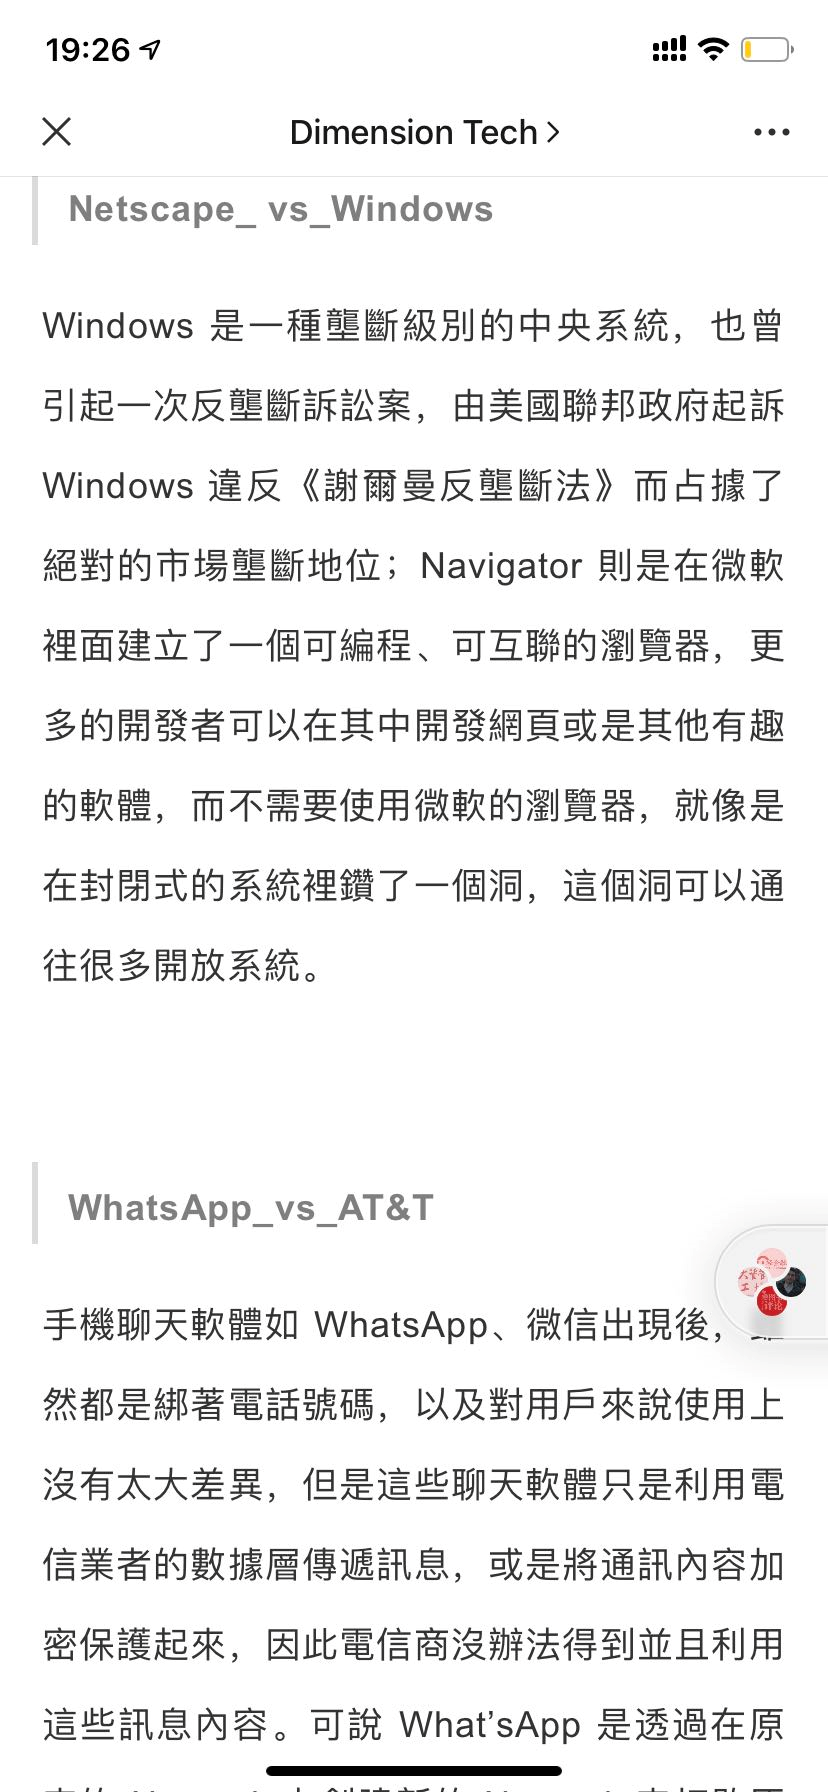 19:26
Dimension Tech
Netscape_ vs_Windows
Windows 是一種壟斷級別的中央系統，也曾
引起一次反壟斷訴訟案，由美國聯邦政府起訴
Windows 違反《謝爾曼反壟斷法》而占據了
絕對的市場壟斷地位；Navigator 則是在微軟
裡面建立了一個可編程、可互聯的瀏覽器，更
多的開發者可以在其中開發網頁或是其他有趣
的軟體，而不需要使用微軟的瀏覽器，就像是
在封閉式的系統裡鑽了一個洞，這個洞可以通
往很多開放系統。
WhatsApp_vs_AT&T
手機聊天軟體如 WhatsApp、微信出現後，
然都是綁著電話號碼，以及對用戶來說使用上
沒有太大差異，但是這些聊天軟體只是利用電
信業者的數據層傳遞訊息，或是將通訊內容加
密保護起來，因此電信商沒辦法得到並且利用
這些訊息內容。可說 What’sApp 是透過在原